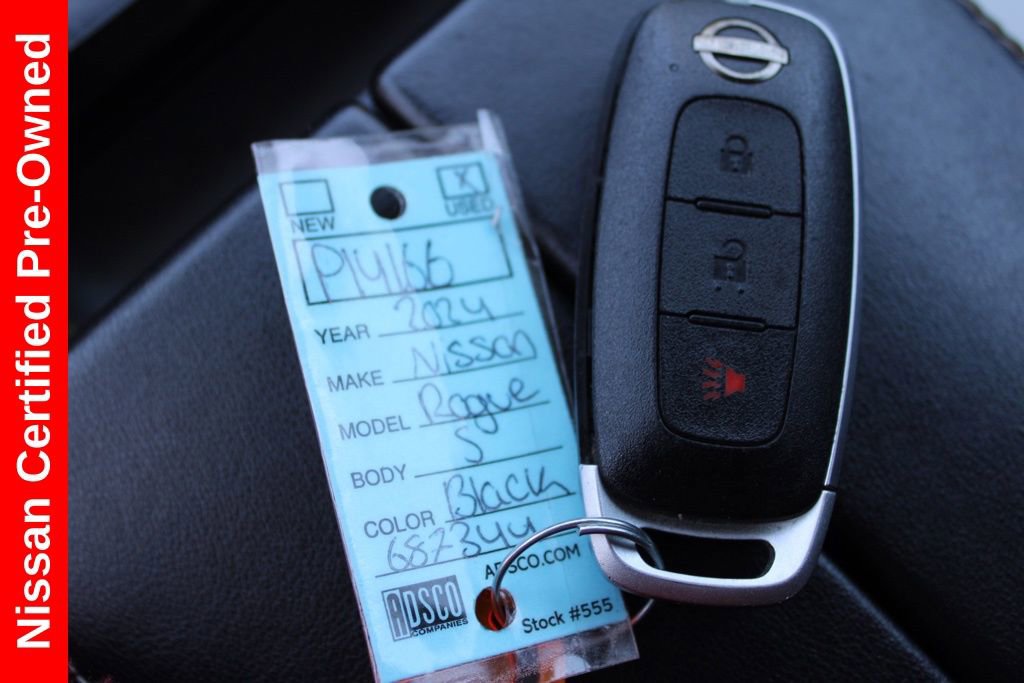 Nissan Certified Pre-Owned
X
NEW
USED
P14166
YEAR 2024
MAKE Nissan
MODEL Rogue
BODY S
COLOR Black
687344
ADSCO.COM
ADSCO
COMPANIES
Stock #555